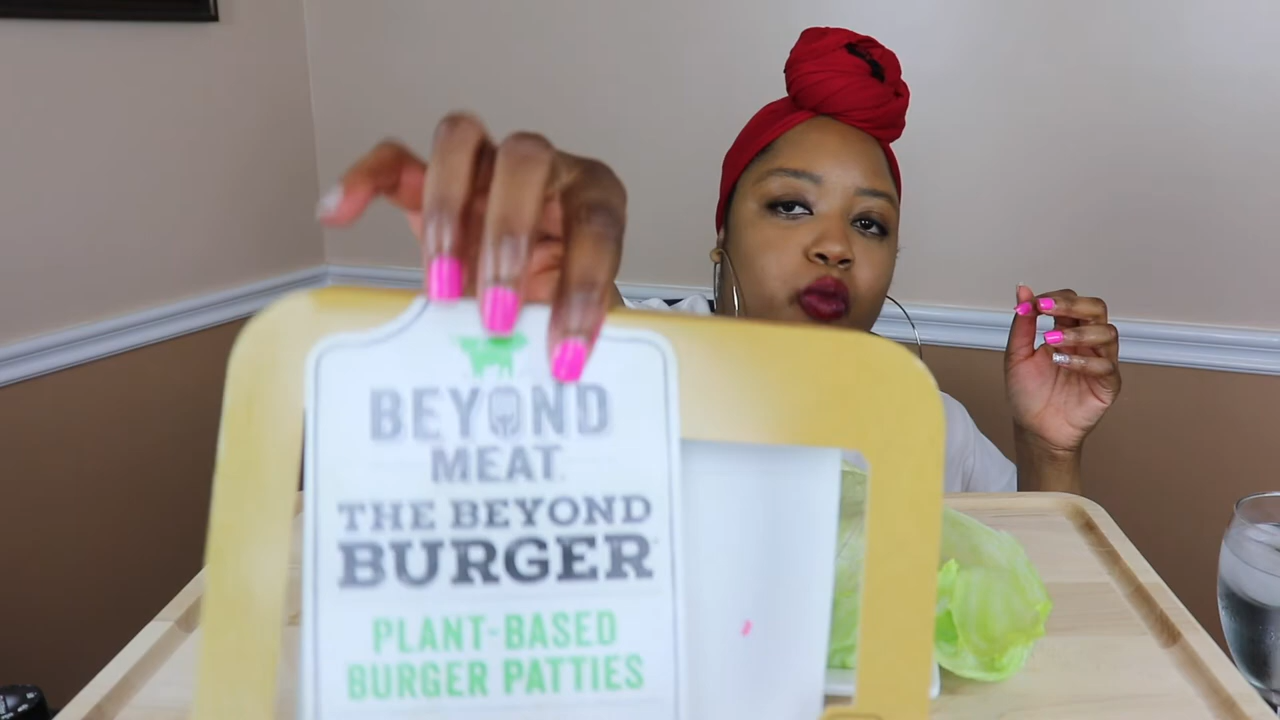 BEYOND
MEAT
THE BEYOND
BURGER
PLANT-BASED
BURGER PATTIES